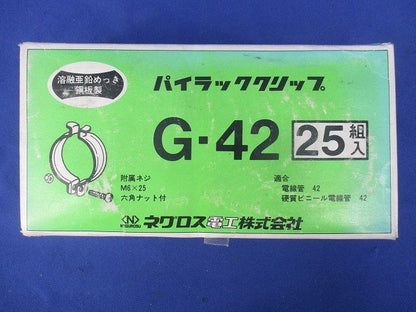 溶融亜鉛めっき
鋼板製
パイラッククリップ
G-42
25組入
附属ネジ
M6×25
六角ナット付
適合
電線管 42
硬質ビニール電線管 42
NEGUROSU
ネグロス電工株式会社